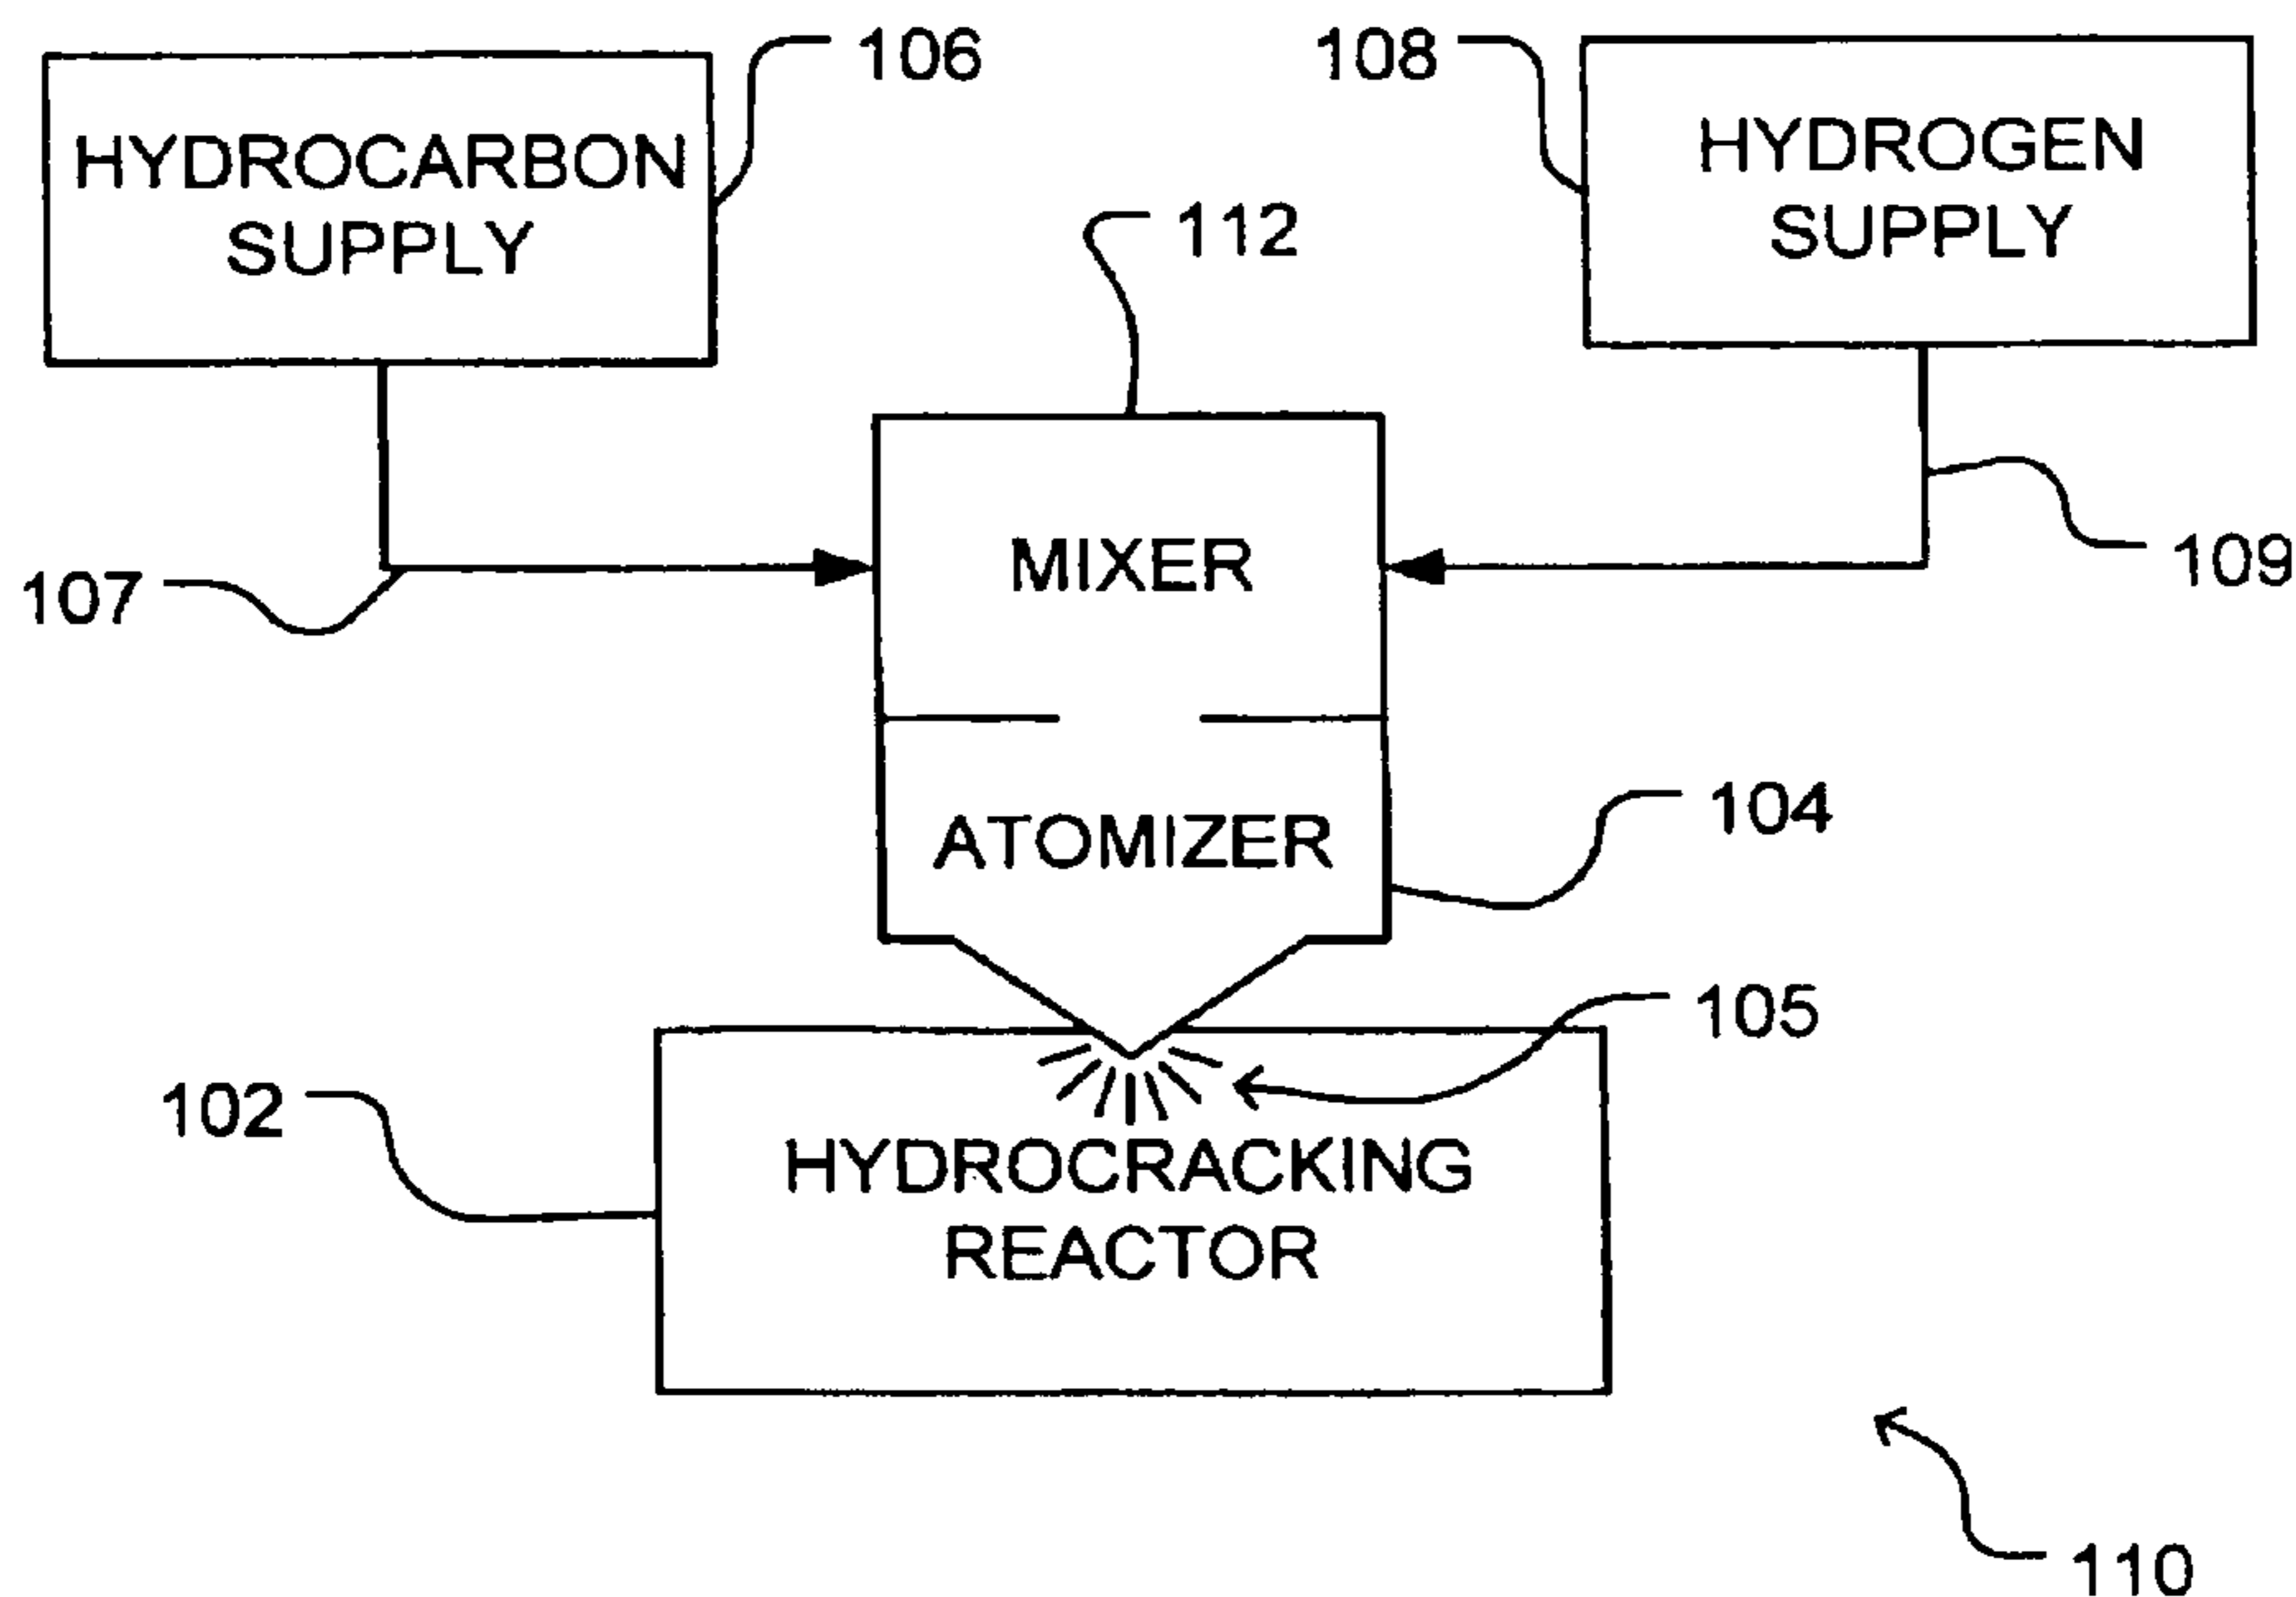 106
108
HYDROCARBON
SUPPLY
HYDROGEN
SUPPLY
112
MIXER
107
109
ATOMIZER
104
105
102
HYDROCRACKING
REACTOR
110